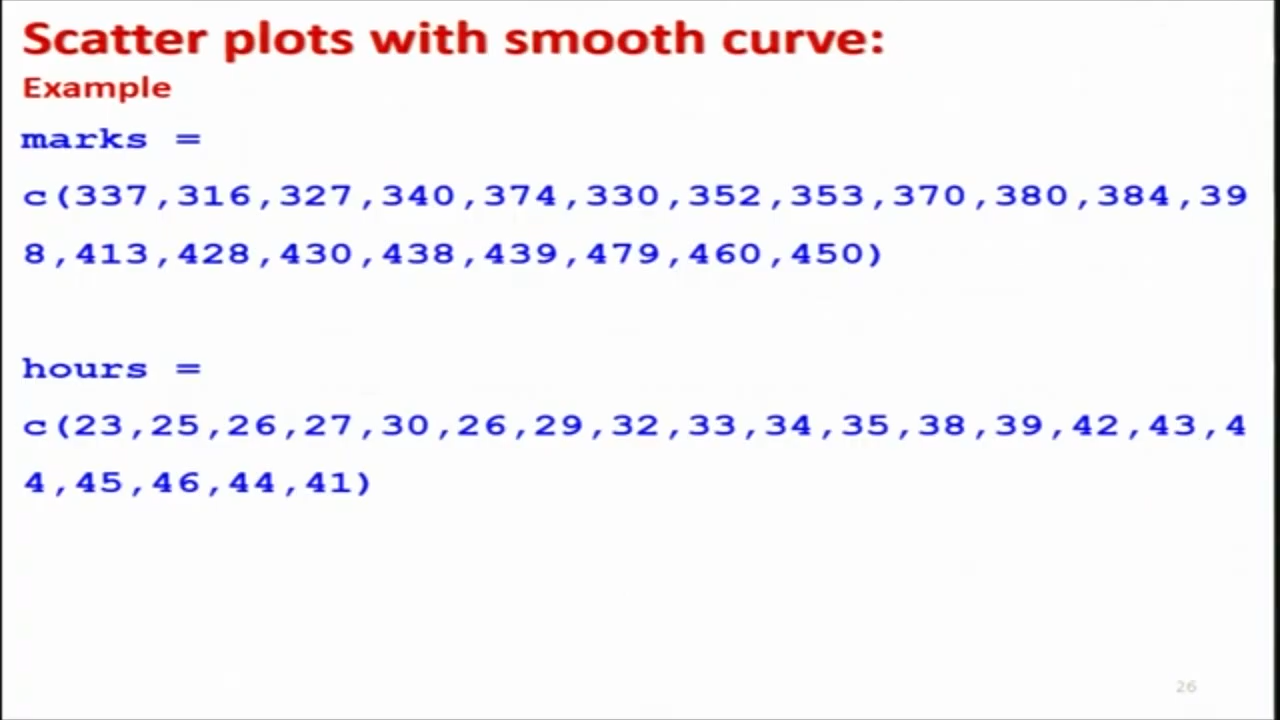 Scatter plots with smooth curve:
Example
marks =
c(337,316,327,340,374,330,352,353,370,380,384,39
8,413,428,430,438,439,479,460,450)
hours =
c(23,25,26,27,30,26,29,32,33,34,35,38,39,42,43,4
4,45,46,44,41)
26